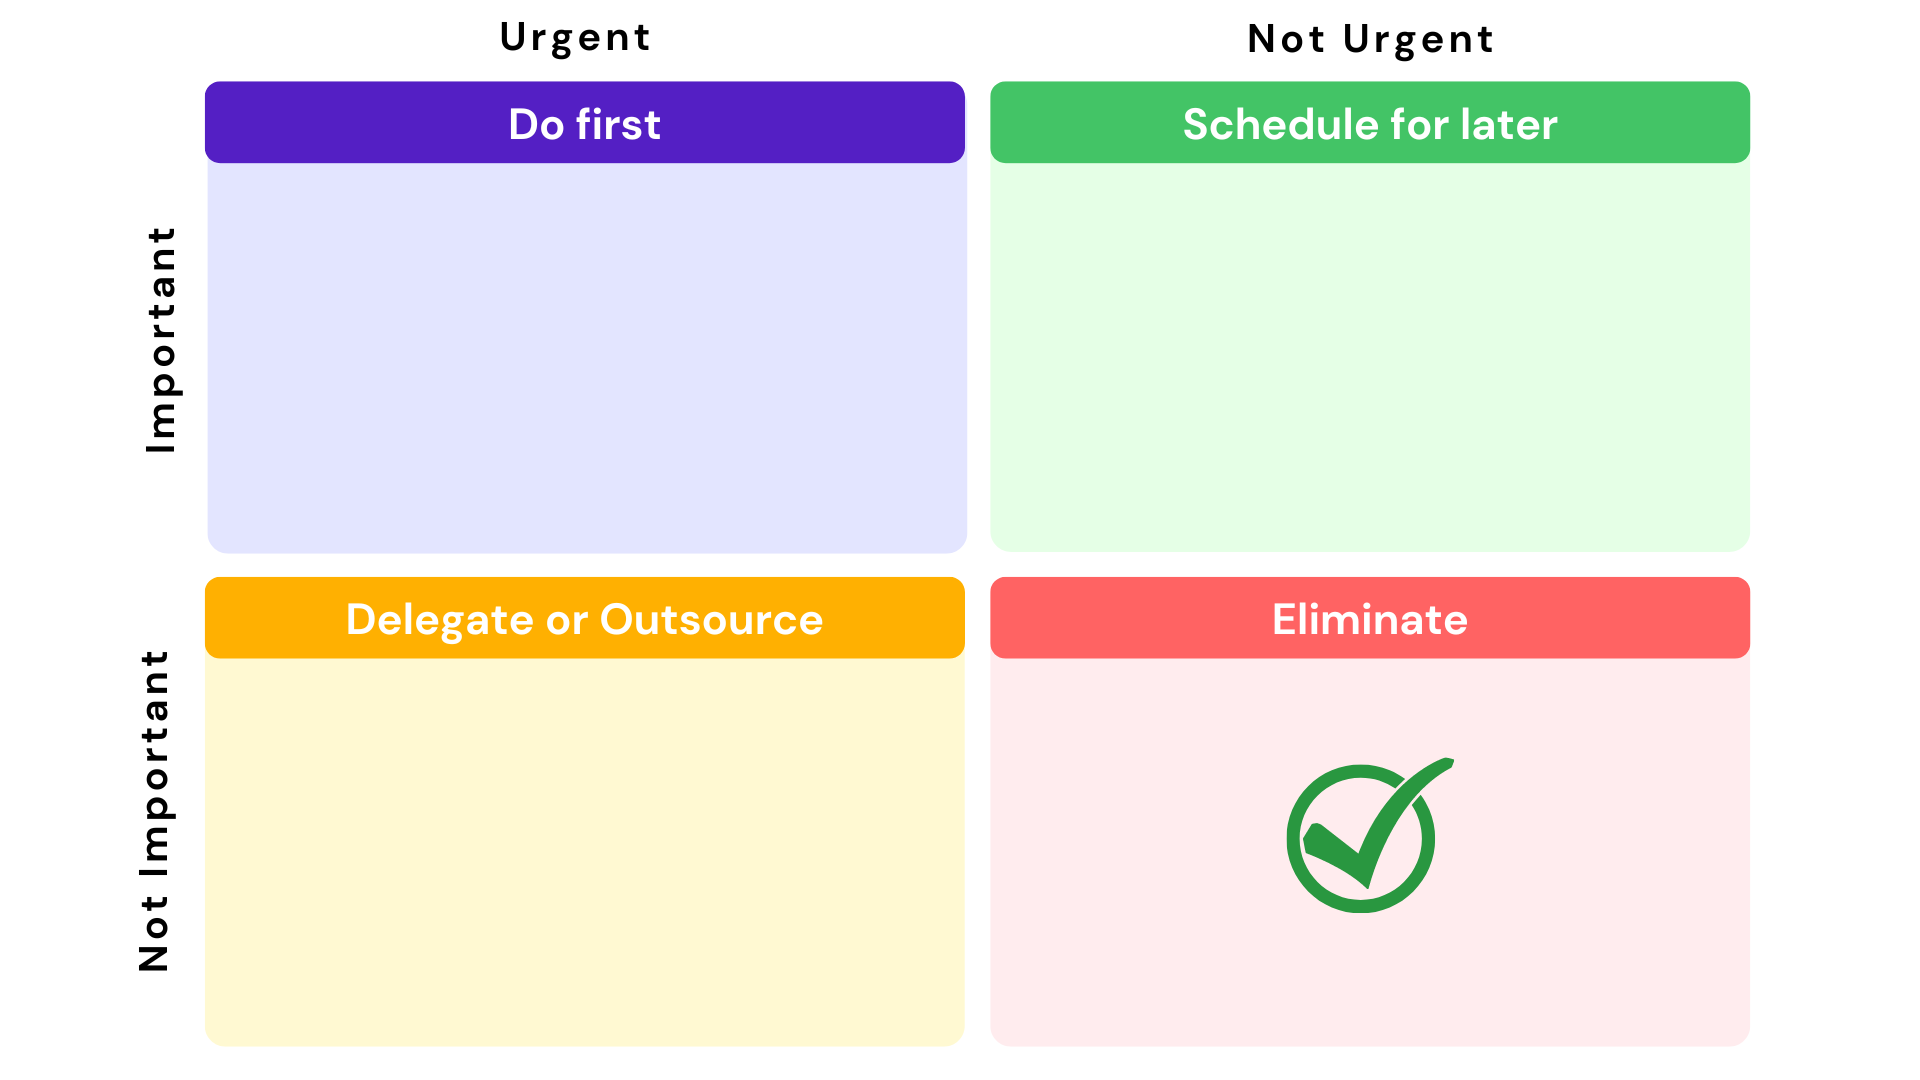 Urgent
Not Urgent
Do first
Schedule for later
Important
Delegate or Outsource
Eliminate
Not Important